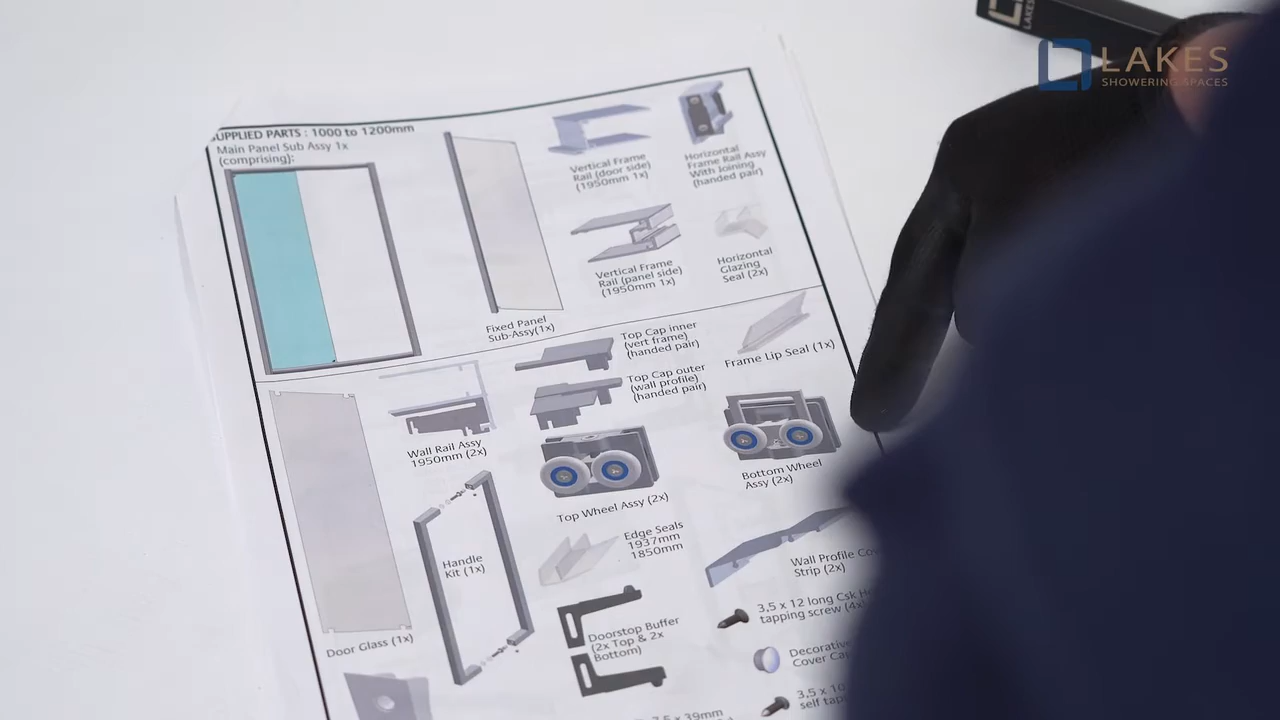 LAKES
SHOWERING SPACES
LAKES
SUPPLIED PARTS : 1000 to 1200mm
Main Panel Sub Assy 1x
(comprising):
Vertical Frame
Rail (door side)
(1950mm 1x)
Horizontal
Frame Rail Assy
With Joining
(handed pair)
Vertical Frame
Rail (panel side)
(1950mm 1x)
Horizontal
Glazing
Seal (2x)
Fixed Panel
Sub-Assy(1x)
Top Cap inner
(vert frame)
(handed pair)
Frame Lip Seal (1x)
Top Cap outer
(wall profile)
(handed pair)
Wall Rail Assy
1950mm (2x)
Top Wheel Assy (2x)
Bottom Wheel
Assy (2x)
Handle
Kit (1x)
Edge Seals
1937mm
1850mm
Wall Profile
Strip (2x)
3.5 x 12 long Csk
tapping screw (4x)
Door Glass (1x)
Doorstop Buffer
(2x Top & 2x
Bottom)
Decorative
Cover
3.5 x
self
x 39mm